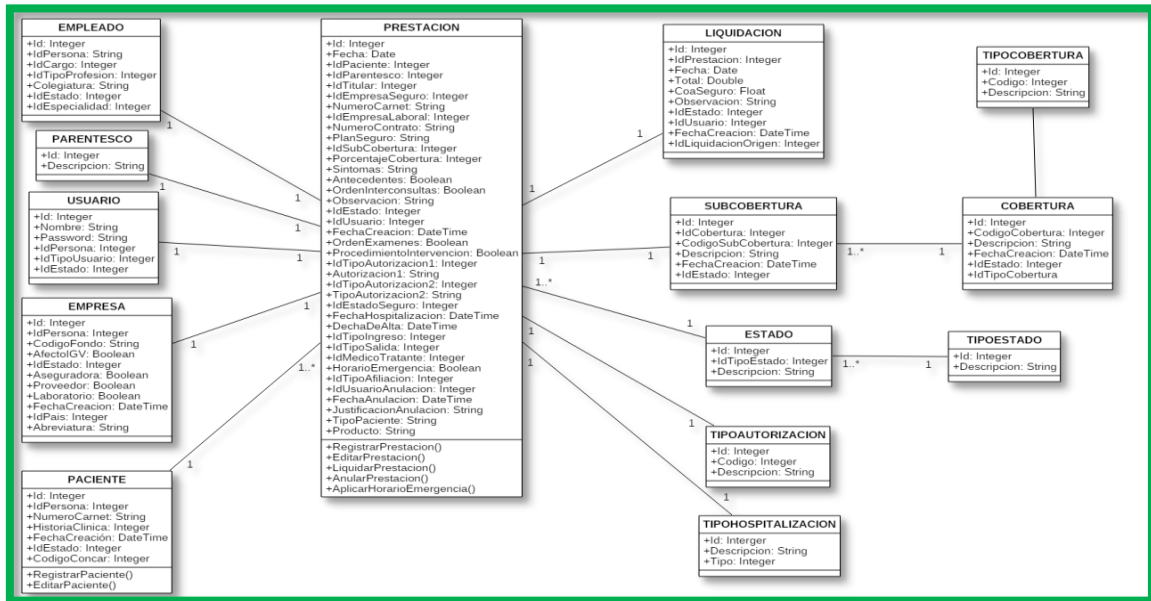 EMPLEADO
+Id: Integer
+IdPersona: String
+IdCargo: Integer
+IdTipoProfesion: Integer
+Colegiatura: String
+IdEstado: Integer
+IdEspecialidad: Integer
1
PARENTESCO
+Id: Integer
+Descripcion: String
1
USUARIO
+Id: Integer
+Nombre: String
+Password: String
+IdPersona: Integer
+IdTipoUsuario: Integer
+IdEstado: Integer
1
EMPRESA
+Id: Integer
+IdPersona: Integer
+CodigoFondo: String
+AfectoIGV: Boolean
+IdEstado: Integer
+Aseguradora: Boolean
+Proveedor: Boolean
+Laboratorio: Boolean
+FechaCreacion: DateTime
+IdPais: Integer
+Abreviatura: String
1
PACIENTE
+Id: Integer
+IdPersona: Integer
+NumeroCarnet: String
+HistoriaClinica: Integer
+FechaCreación: DateTime
+IdEstado: Integer
+CodigoConcar: Integer
+RegistrarPaciente()
+EditarPaciente()
1
1
1
1
1
1..*
PRESTACION
+Id: Integer
+Fecha: Date
+IdPaciente: Integer
+IdParentesco: Integer
+IdTitular: Integer
+IdEmpresaSeguro: Integer
+NumeroCarnet: String
+IdEmpresaLaboral: Integer
+NumeroContrato: String
+PlanSeguro: String
+IdSubCobertura: Integer
+PorcentajeCobertura: Integer
+Sintomas: String
+Antecedentes: Boolean
+OrdenInterconsultas: Boolean
+Observacion: String
+IdEstado: Integer
+IdUsuario: Integer
+FechaCreacion: DateTime
+OrdenExamenes: Boolean
+ProcedimientoIntervencion: Boolean
+IdTipoAutorizacion1: Integer
+Autorizacion1: String
+IdTipoAutorizacion2: Integer
+TipoAutorizacion2: String
+IdEstadoSeguro: Integer
+FechaHospitalizacion: DateTime
+DechaDeAlta: DateTime
+IdTipoIngreso: Integer
+IdTipoSalida: Integer
+IdMedicoTratante: Integer
+HorarioEmergencia: Boolean
+IdTipoAfiliacion: Integer
+IdUsuarioAnulacion: Integer
+FechaAnulacion: DateTime
+JustificacionAnulacion: String
+TipoPaciente: String
+Producto: String
+RegistrarPrestacion()
+EditarPrestacion()
+LiquidarPrestacion()
+AnularPrestacion()
+AplicarHorarioEmergencia()
1
1
1..*
1
1
LIQUIDACION
+Id: Integer
+IdPrestacion: Integer
+Fecha: Date
+Total: Double
+CoaSeguro: Float
+Observacion: String
+IdEstado: Integer
+IdUsuario: Integer
+FechaCreacion: DateTime
+IdLiquidacionOrigen: Integer
1
SUBCOBERTURA
+Id: Integer
+IdCobertura: Integer
+CodigoSubCobertura: Integer
+Descripcion: String
+FechaCreacion: DateTime
+IdEstado: Integer
1
1..*
ESTADO
+Id: Integer
+IdTipoEstado: Integer
+Descripcion: String
1
1..*
TIPOAUTORIZACION
+Id: Integer
+Codigo: Integer
+Descripcion: String
1
TIPOHOSPITALIZACION
+Id: Interger
+Descripcion: String
+Tipo: Integer
1
TIPOCOBERTURA
+Id: Integer
+Codigo: Integer
+Descripcion: String
COBERTURA
+Id: Integer
+CodigoCobertura: Integer
+Descripcion: String
+FechaCreacion: DateTime
+IdEstado: Integer
+IdTipoCobertura
1
TIPOESTADO
+Id: Integer
+Descripcion: String
1